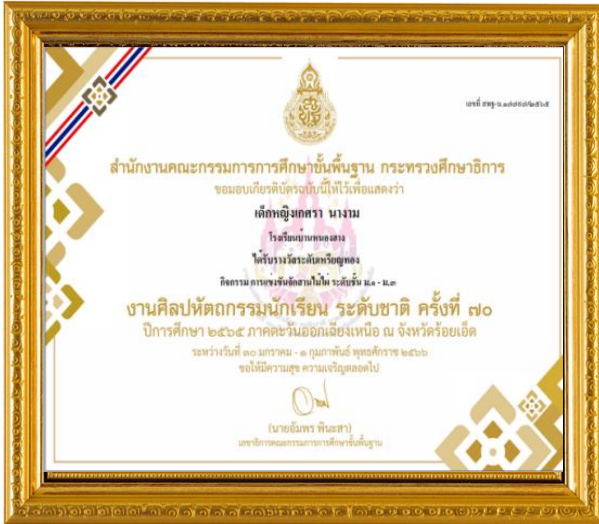 สำนักงานคณะกรรมการการศึกษาขั้นพื้นฐาน กระทรวงศึกษาธิการ
ขอมอบเกียรติบัตรฉบับนี้ให้ไว้เพื่อแสดงว่า
เด็กหญิงเกศรา นางาม
โรงเรียนบ้านหนองสาง
ได้รับรางวัลระดับเหรียญทอง
กิจกรรม การแข่งขันจักสานไม้ไผ่ ระดับชั้น ม.๑ - ม.๓
งานศิลปหัตถกรรมนักเรียน ระดับชาติ ครั้งที่ ๗๐
ปีการศึกษา ๒๕๖๕ ภาคตะวันออกเฉียงเหนือ ณ จังหวัดร้อยเอ็ด
ระหว่างวันที่ ๓๐ มกราคม - ๑ กุมภาพันธ์ พุทธศักราช ๒๕๖๖
ขอให้มีความสุข ความเจริญตลอดไป
(นายอัมพร พินะสา)
เลขาธิการคณะกรรมการการศึกษาขั้นพื้นฐาน